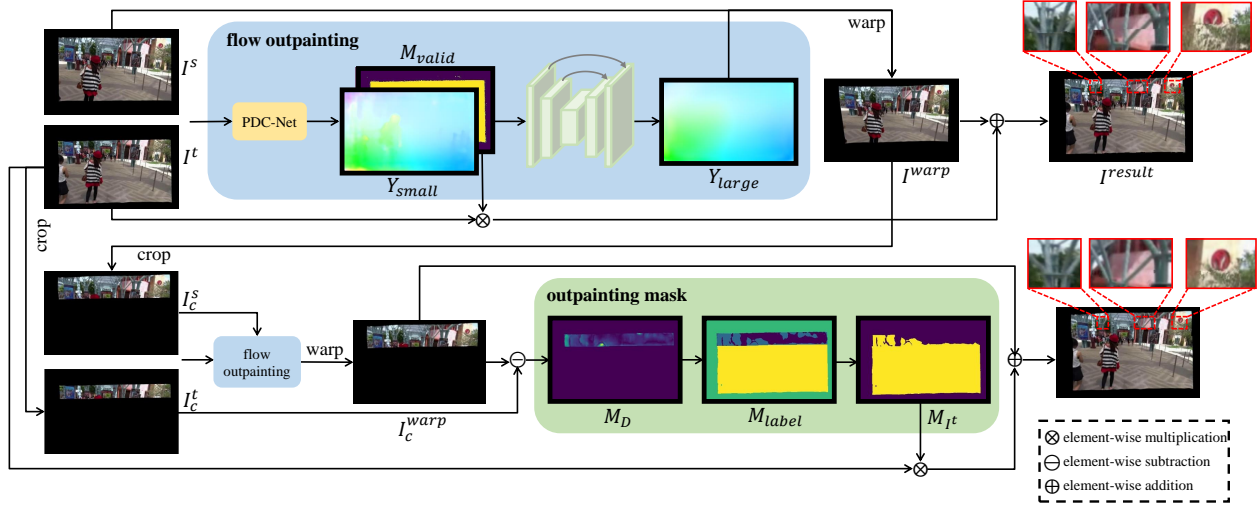 flow outpainting
warp
M_valid
I^s
PDC-Net
I^t
Y_small
Y_large
I^warp
I^result
crop
crop
I_c^s
outpainting mask
flow
outpainting
warp
I_c^t
I_c^warp
M_D
M_label
M_{I^t}
⊗ element-wise multiplication
⊖ element-wise subtraction
⊕ element-wise addition